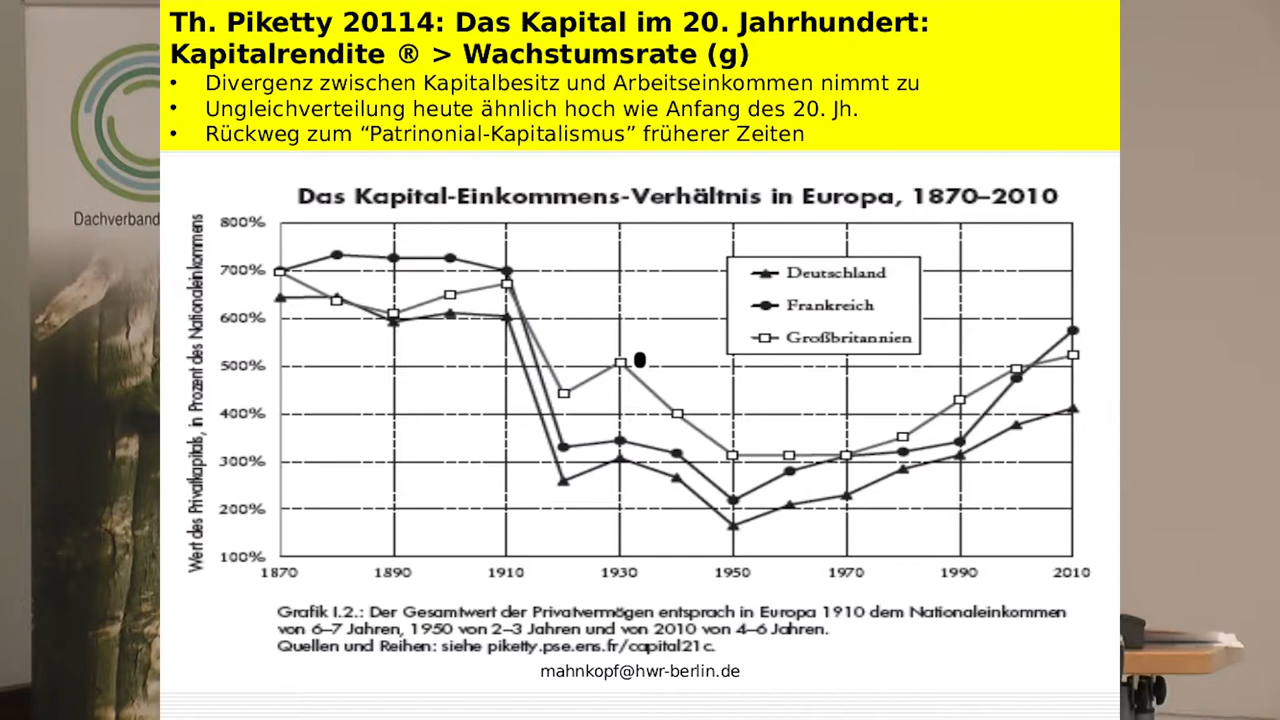 Th. Piketty 20114: Das Kapital im 20. Jahrhundert:
Kapitalrendite ® > Wachstumsrate (g)
• Divergenz zwischen Kapitalbesitz und Arbeitseinkommen nimmt zu
• Ungleichverteilung heute ähnlich hoch wie Anfang des 20. Jh.
• Rückweg zum “Patrinonial-Kapitalismus” früherer Zeiten
Dachverband
Das Kapital-Einkommens-Verhältnis in Europa, 1870–2010
Wert des Privatkapitals, in Prozent des Nationaleinkommens
800%
700%
600%
500%
400%
300%
200%
100%
Deutschland
Frankreich
Großbritannien
1870 1890 1910 1930 1950 1970 1990 2010
Grafik I.2.: Der Gesamtwert der Privatvermögen entsprach in Europa 1910 dem Nationaleinkommen
von 6–7 Jahren, 1950 von 2–3 Jahren und von 2010 von 4–6 Jahren.
Quellen und Reihen: siehe piketty.pse.ens.fr/capital21c.
mahnkopf@hwr-berlin.de